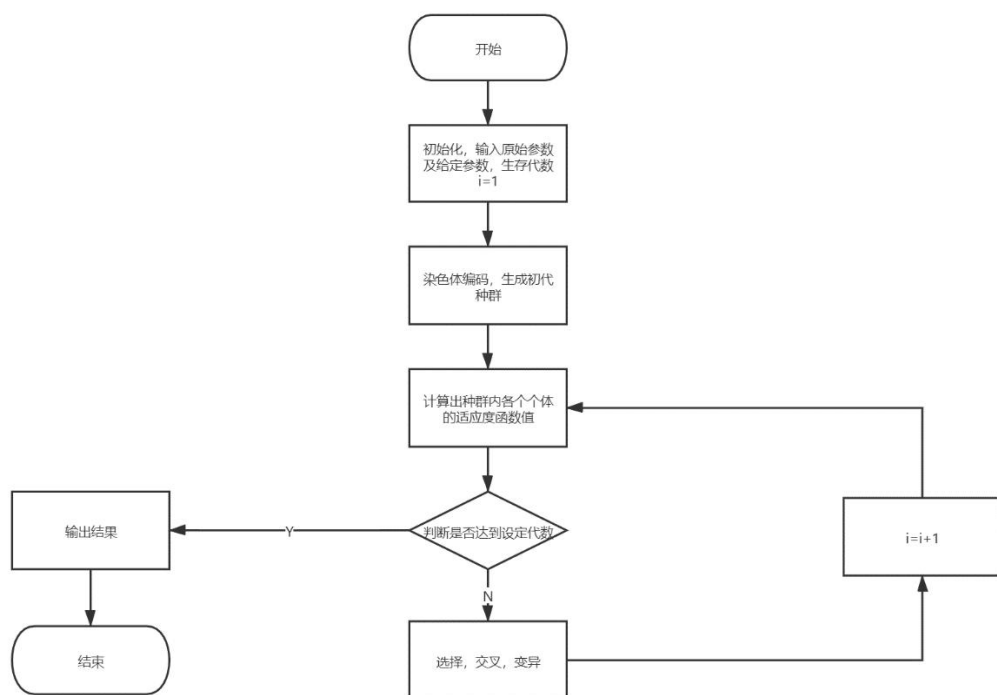 开始
初始化，输入原始参数
及给定参数，生存代数
i=1
染色体编码，生成初代
种群
计算出种群内各个个体
的适应度函数值
判断是否达到设定代数
Y
输出结果
i=i+1
N
结束
选择，交叉，变异